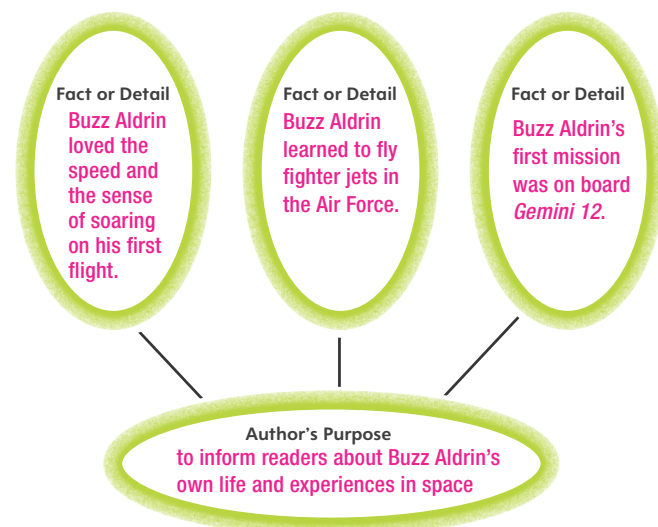 Fact or Detail
Buzz Aldrin
loved the
speed and
the sense
of soaring
on his first
flight.
Fact or Detail
Buzz Aldrin
learned to fly
fighter jets in
the Air Force.
Fact or Detail
Buzz Aldrin’s
first mission
was on board
Gemini 12.
Author’s Purpose
to inform readers about Buzz Aldrin’s
own life and experiences in space